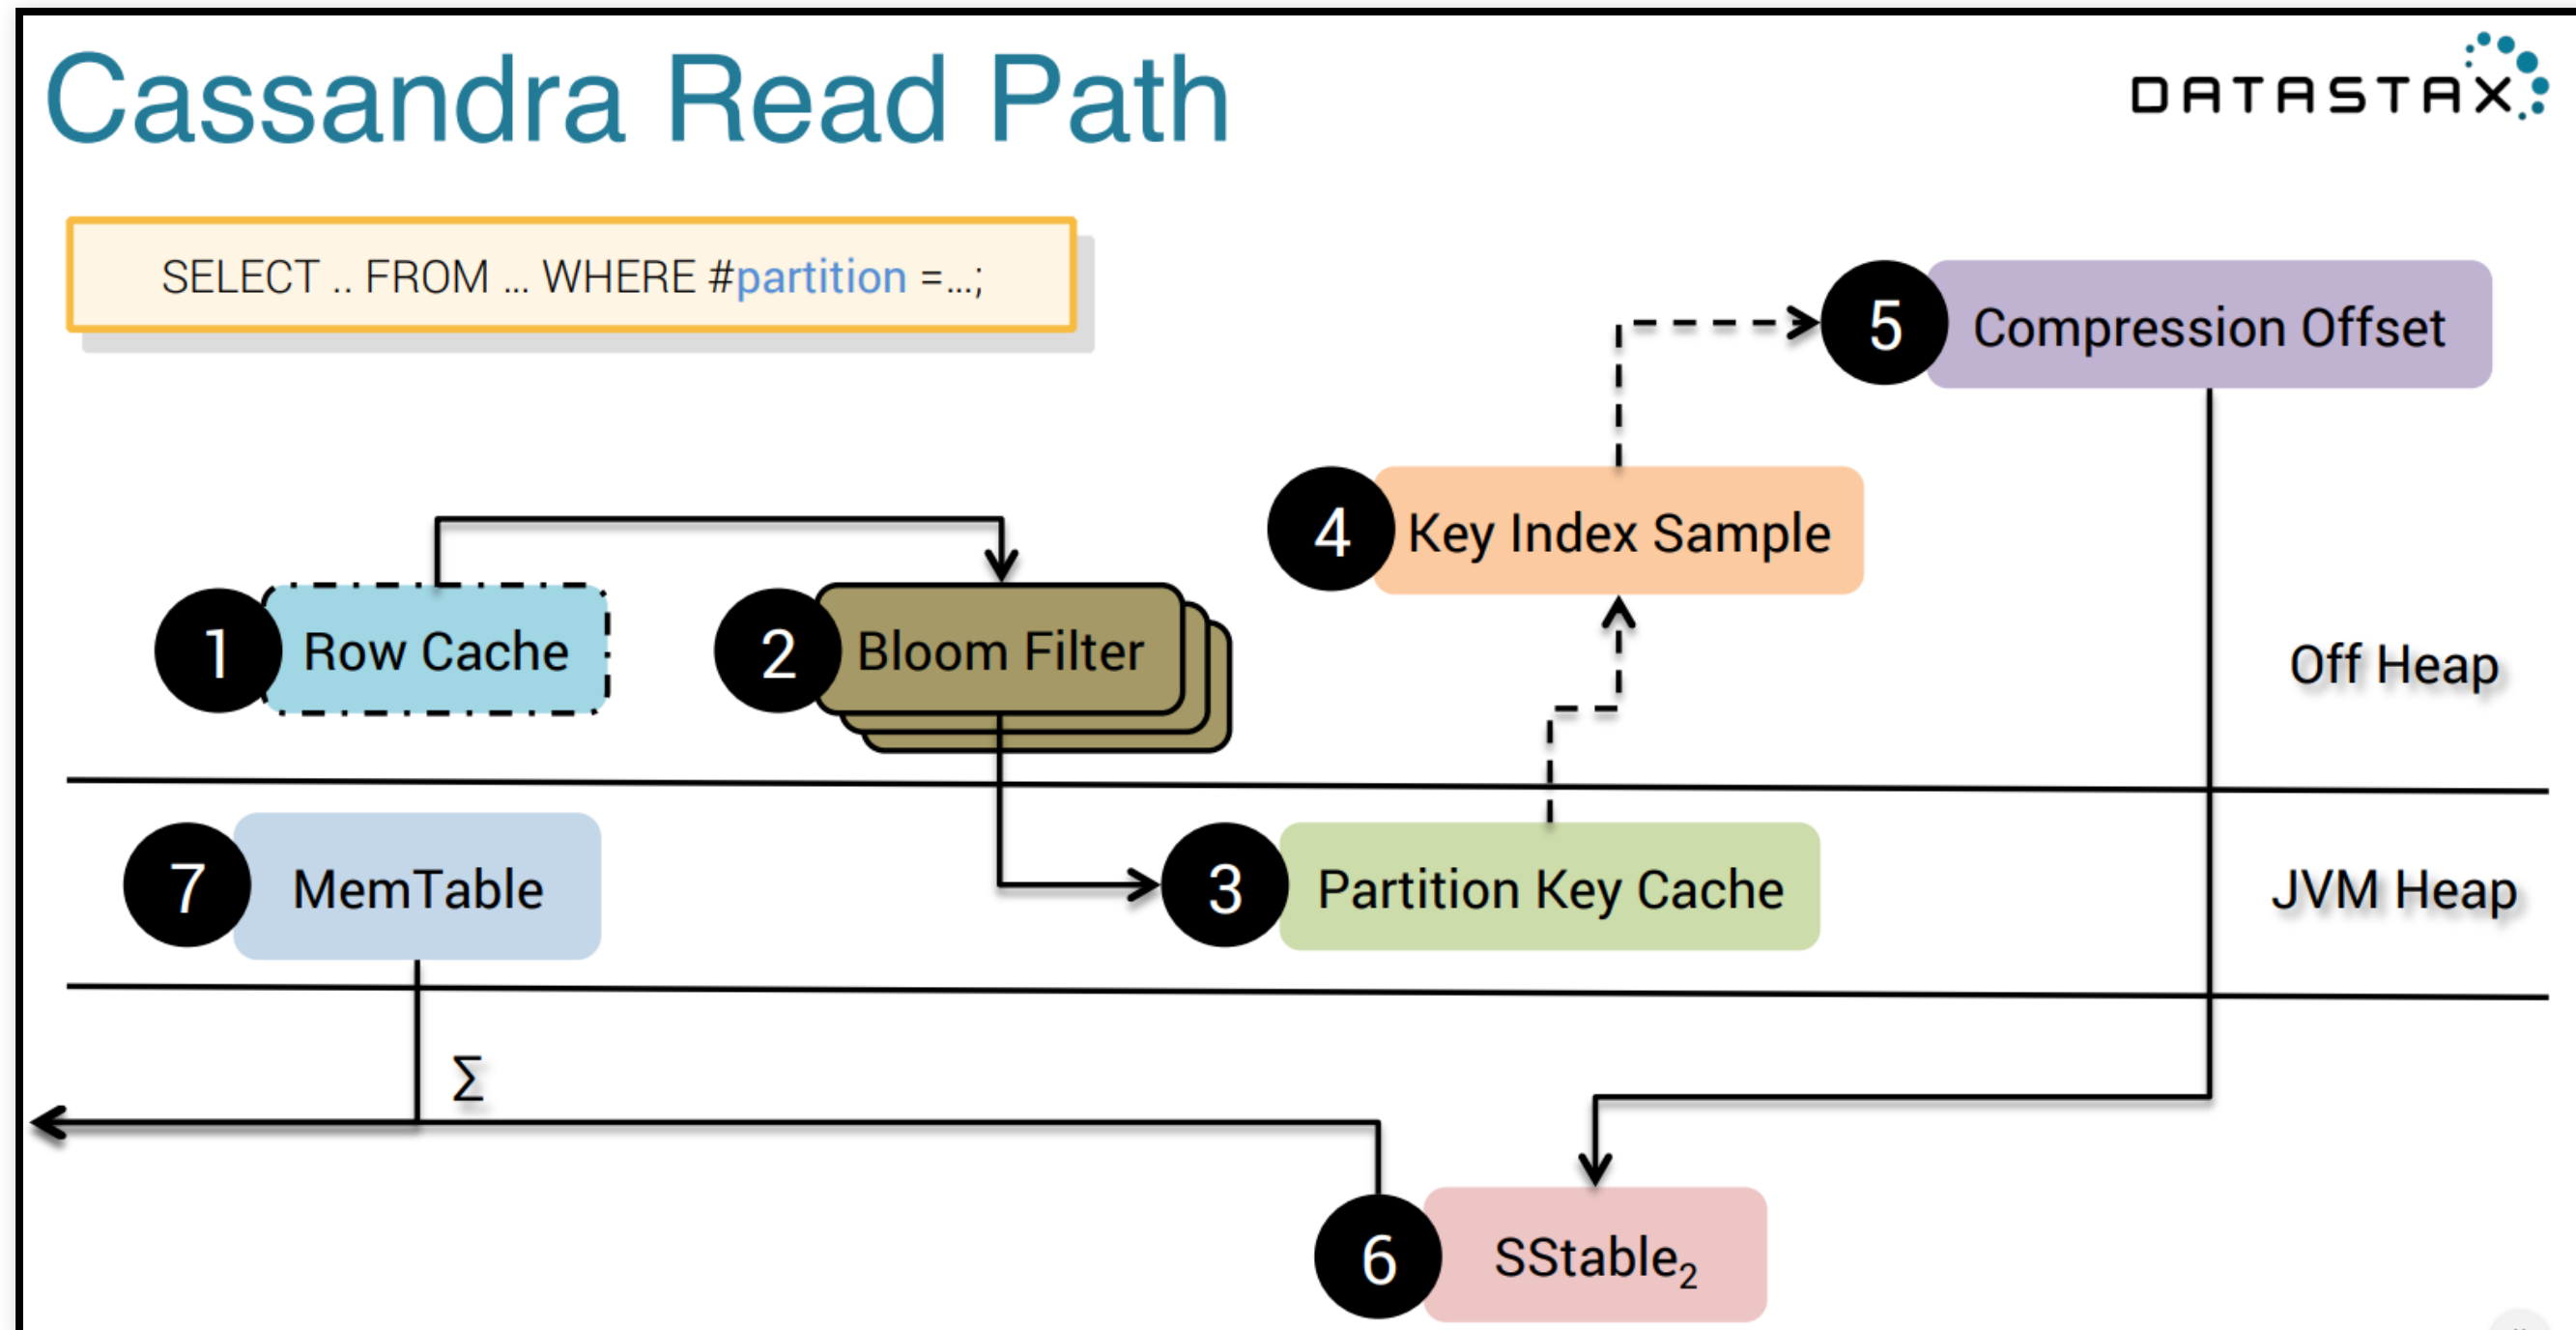 Cassandra Read Path
DATASTAX
SELECT .. FROM ... WHERE #partition =...;
5 Compression Offset
4 Key Index Sample
1 Row Cache
2 Bloom Filter
Off Heap
7 MemTable
3 Partition Key Cache
JVM Heap
Σ
6 SStable₂